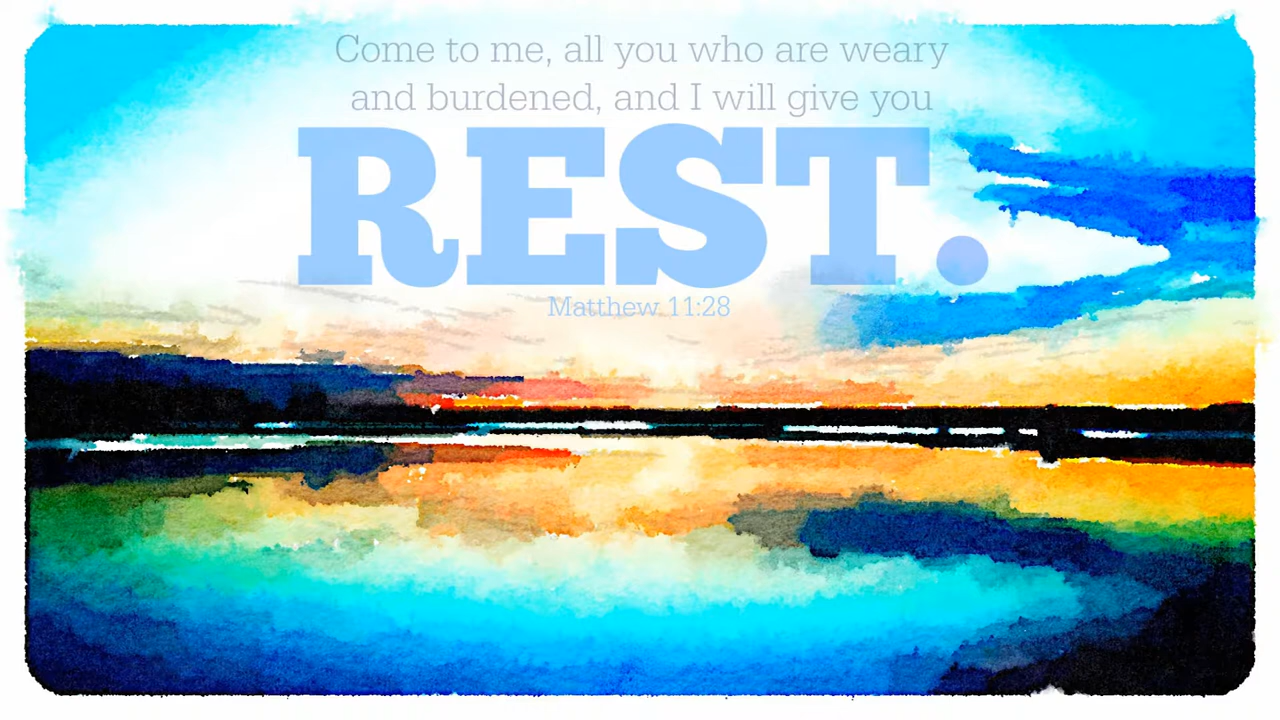 Come to me, all you who are weary
and burdened, and I will give you
REST.
Matthew 11:28